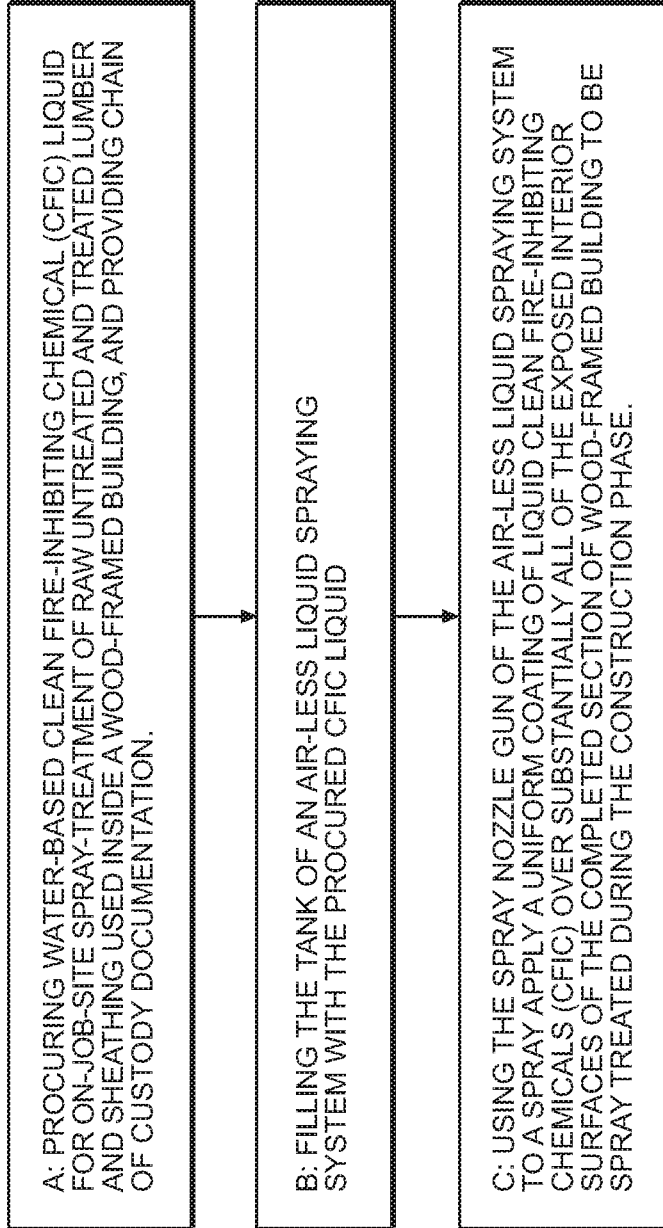 A: PROCURING WATER-BASED CLEAN FIRE-INHIBITING CHEMICAL (CFIC) LIQUID
FOR ON-JOB-SITE SPRAY-TREATMENT OF RAW UNTREATED AND TREATED LUMBER
AND SHEATHING USED INSIDE A WOOD-FRAMED BUILDING, AND PROVIDING CHAIN
OF CUSTODY DOCUMENTATION.
B: FILLING THE TANK OF AN AIR-LESS LIQUID SPRAYING
SYSTEM WITH THE PROCURED CFIC LIQUID
C: USING THE SPRAY NOZZLE GUN OF THE AIR-LESS LIQUID SPRAYING SYSTEM
TO A SPRAY APPLY A UNIFORM COATING OF LIQUID CLEAN FIRE-INHIBITING
CHEMICALS (CFIC) OVER SUBSTANTIALLY ALL OF THE EXPOSED INTERIOR
SURFACES OF THE COMPLETED SECTION OF WOOD-FRAMED BUILDING TO BE
SPRAY TREATED DURING THE CONSTRUCTION PHASE.